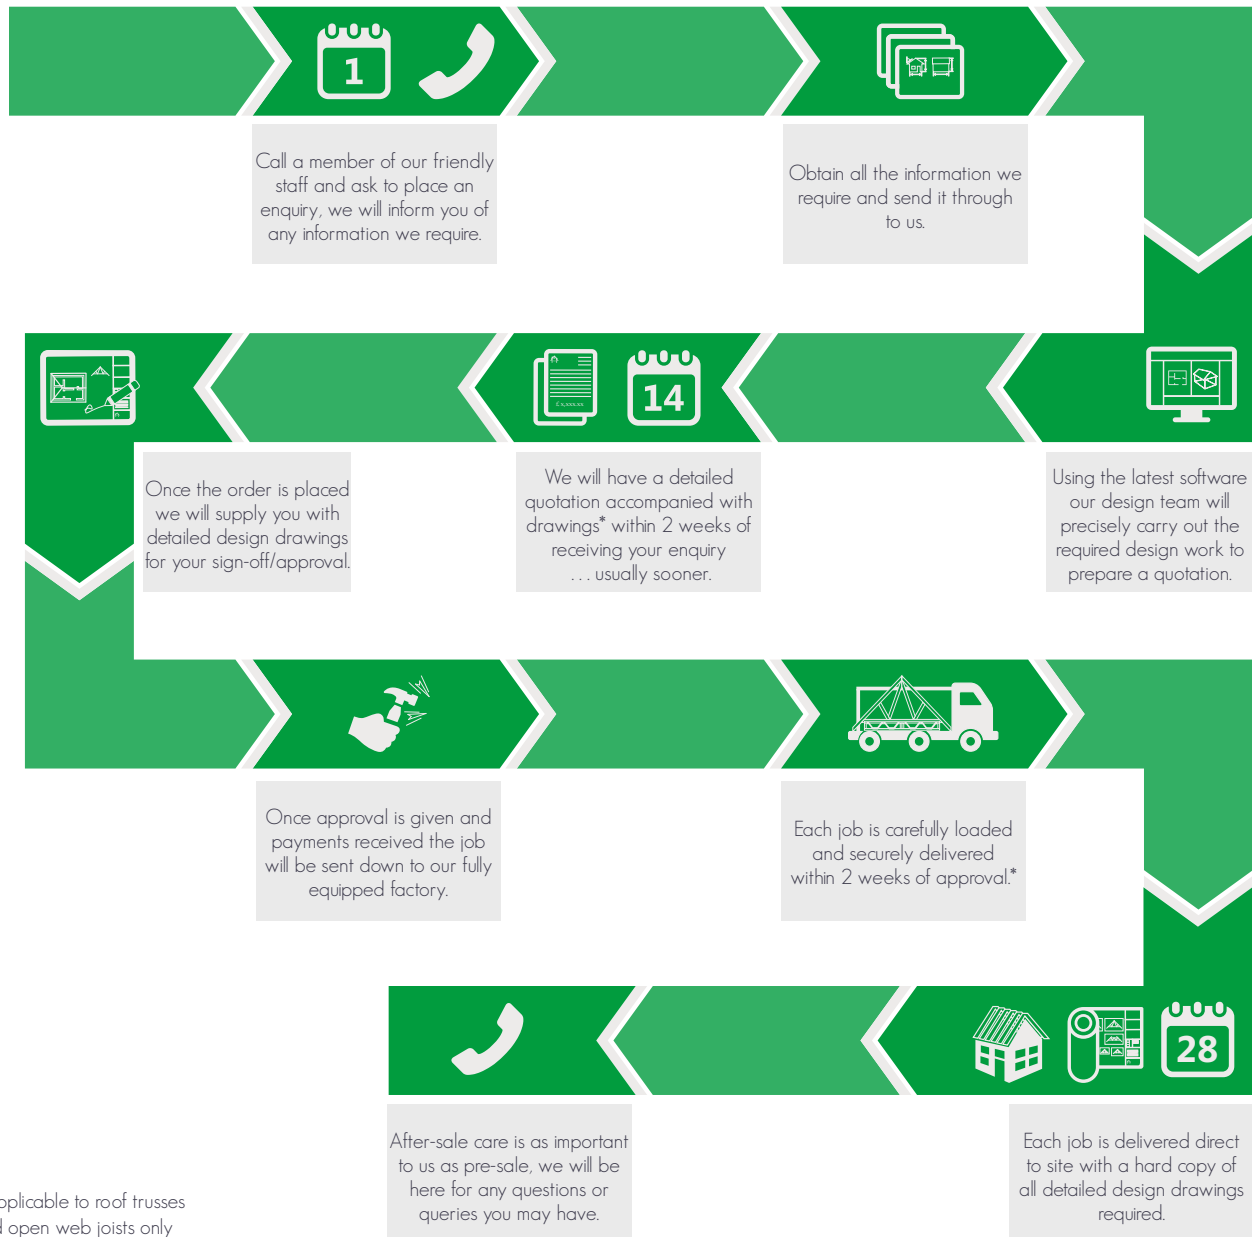 1
Call a member of our friendly
staff and ask to place an
enquiry, we will inform you of
any information we require.
Obtain all the information we
require and send it through
to us.
Using the latest software
our design team will
precisely carry out the
required design work to
prepare a quotation.
£x,xxx.xx
14
We will have a detailed
quotation accompanied with
drawings* within 2 weeks of
receiving your enquiry
... usually sooner.
Once the order is placed
we will supply you with
detailed design drawings
for your sign-off/approval.
Once approval is given and
payments received the job
will be sent down to our fully
equipped factory.
Each job is carefully loaded
and securely delivered
within 2 weeks of approval.*
28
Each job is delivered direct
to site with a hard copy of
all detailed design drawings
required.
After-sale care is as important
to us as pre-sale, we will be
here for any questions or
queries you may have.
to roof trusses
open web joists only